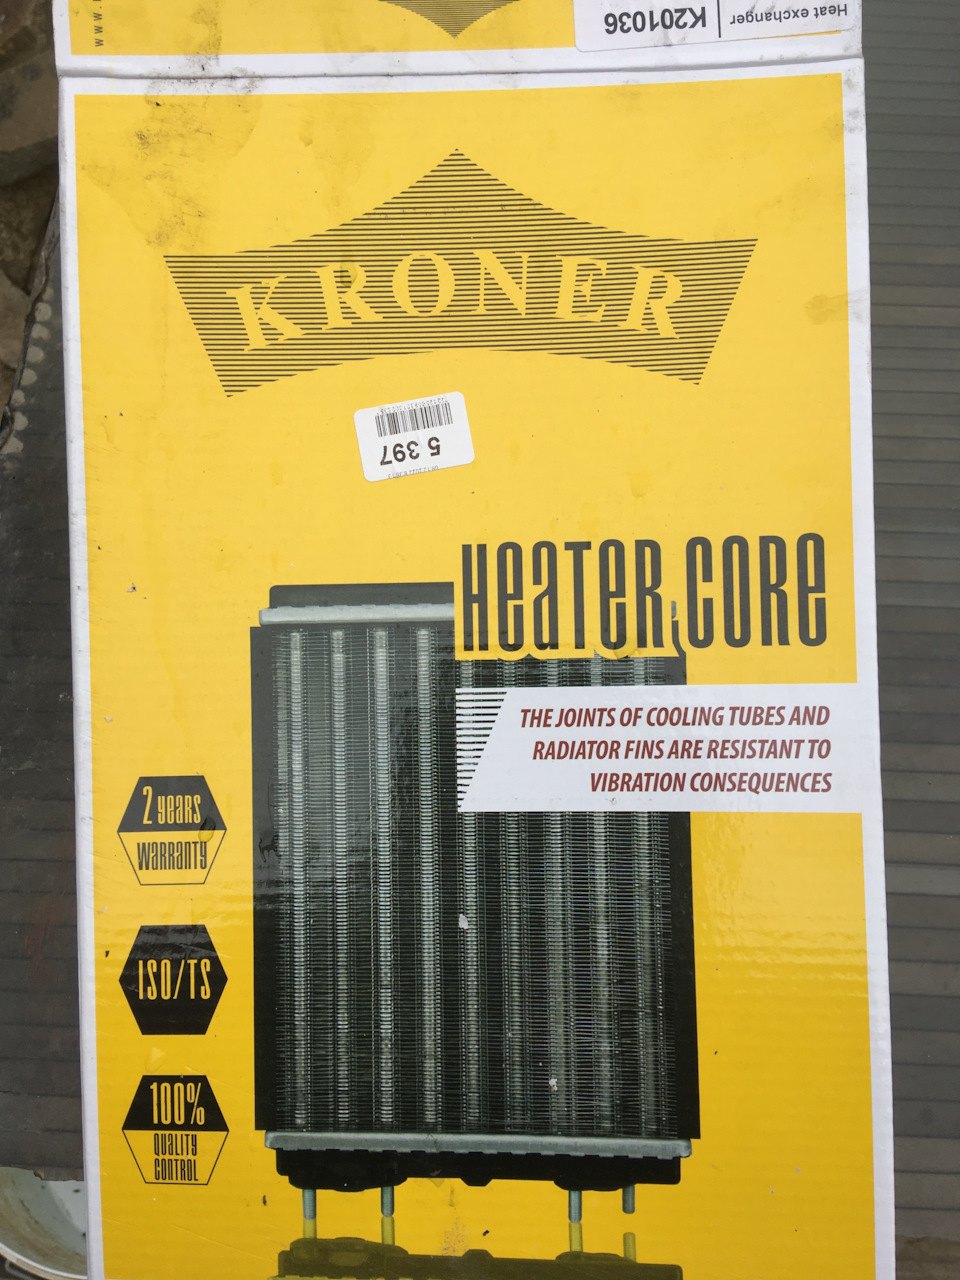 Heat exchanger
K201036
KRONER
5 397
HEATER CORE
THE JOINTS OF COOLING TUBES AND
RADIATOR FINS ARE RESISTANT TO
VIBRATION CONSEQUENCES
2 years
WARRANTY
ISO/TS
100%
QUALITY
CONTROL